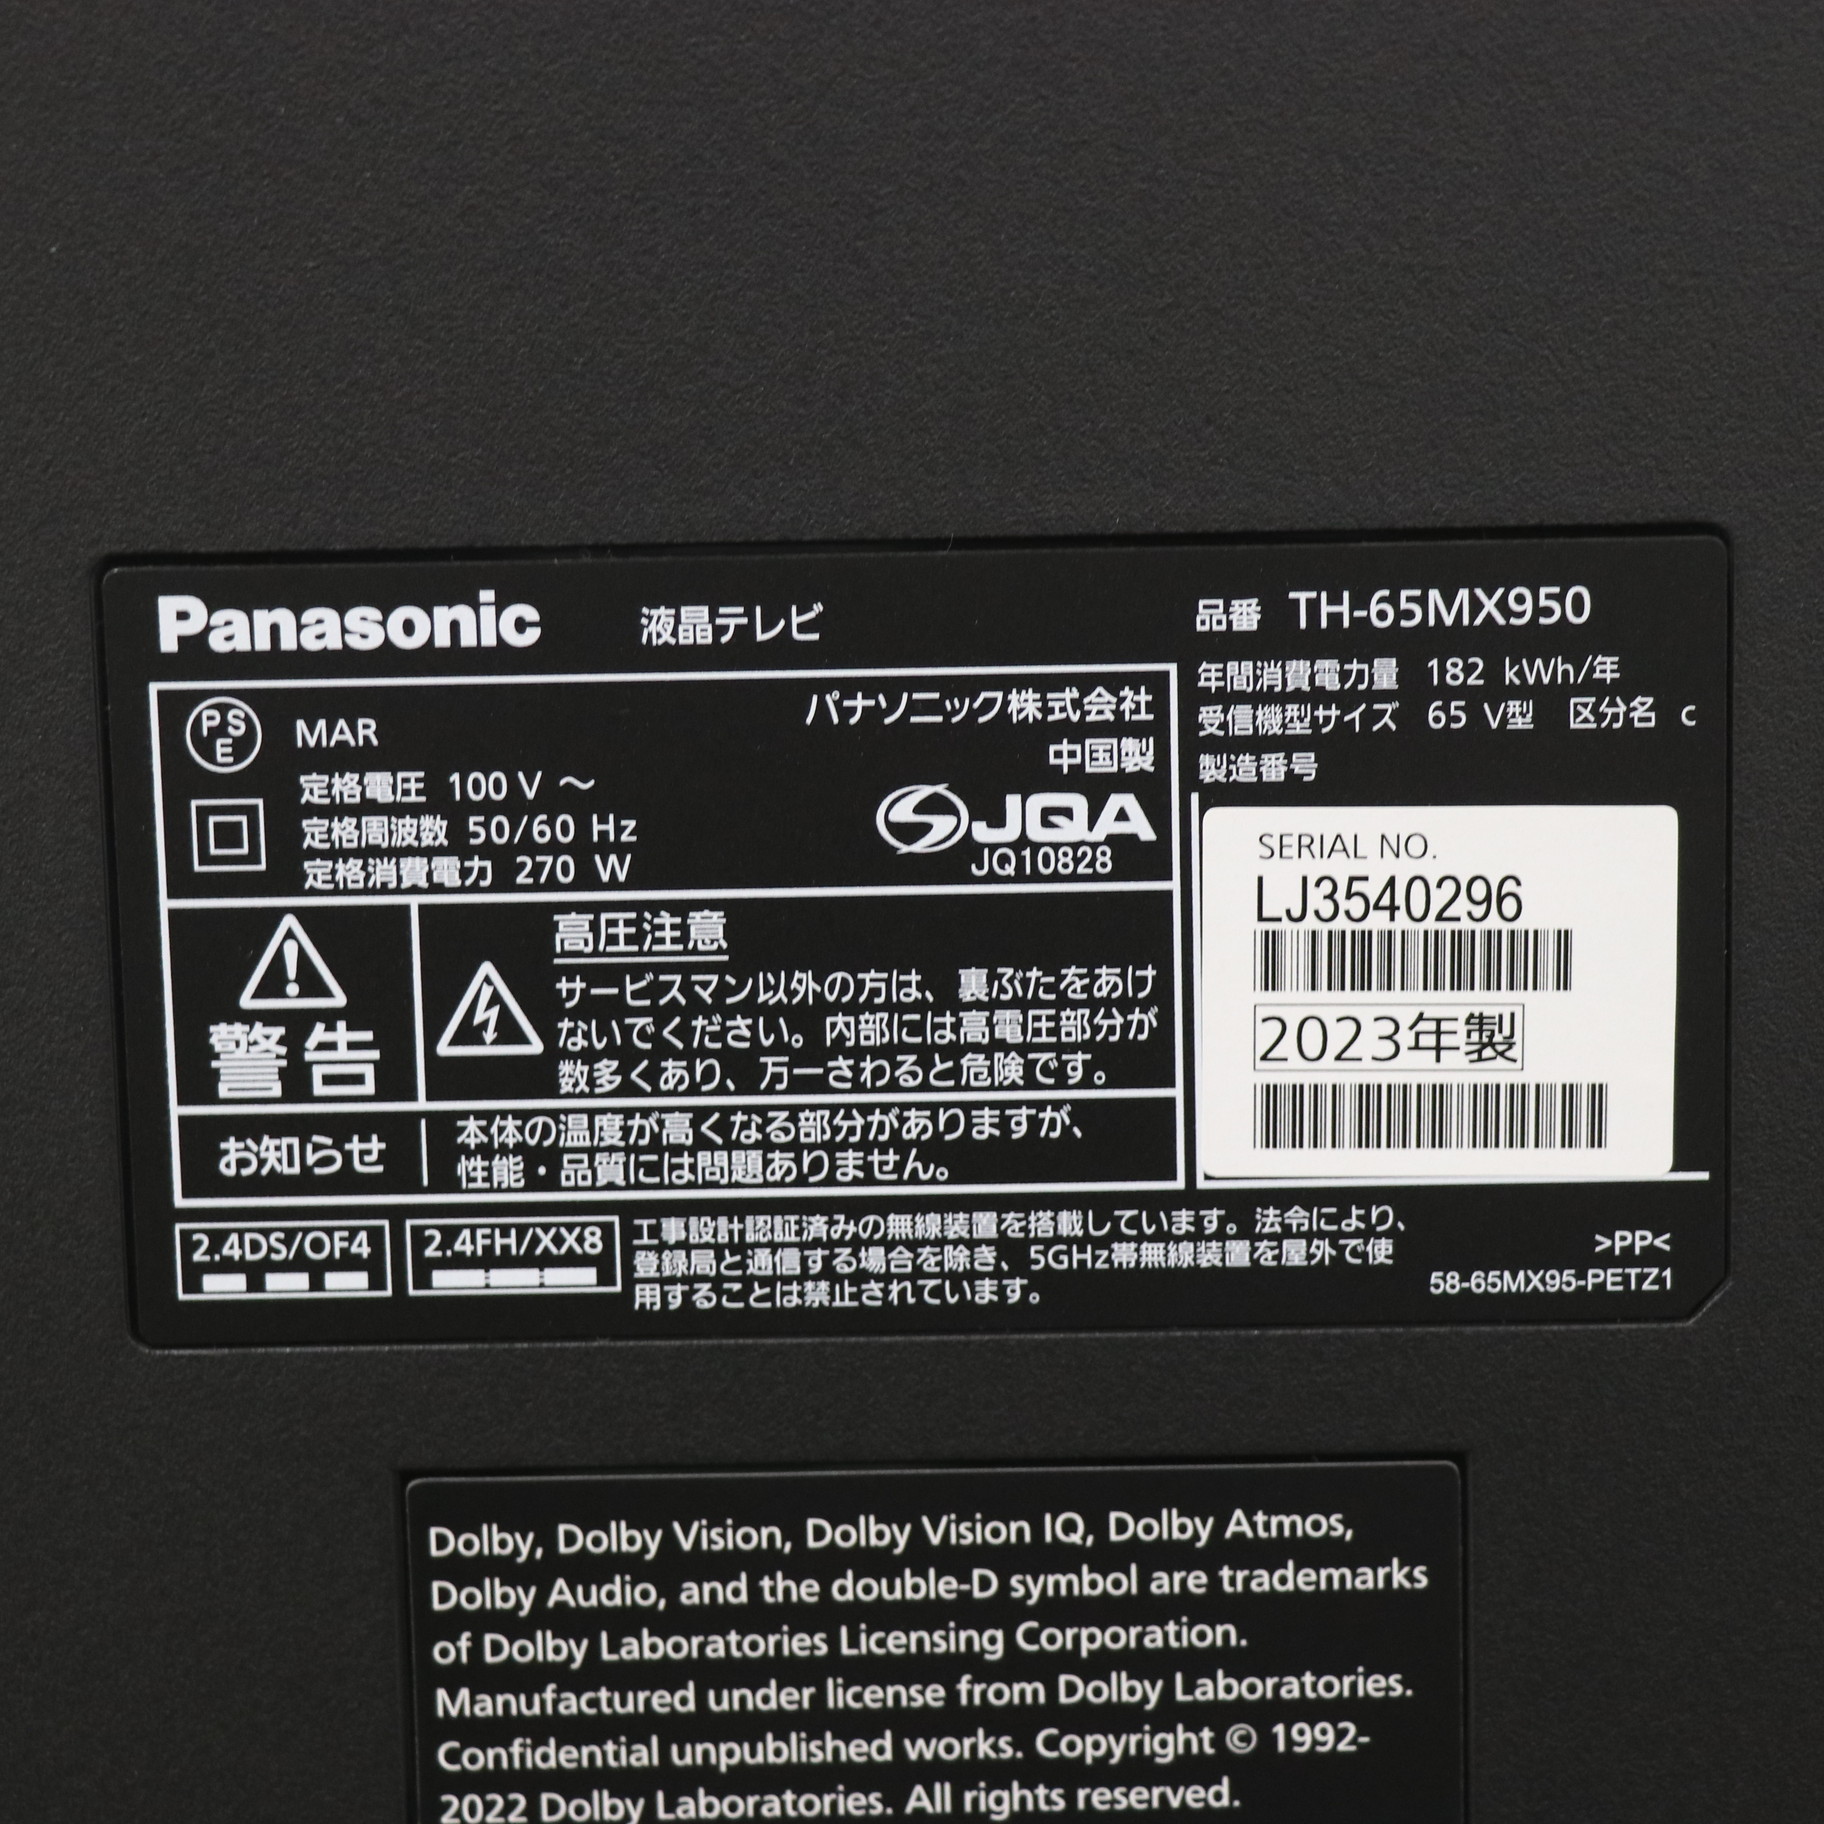 Panasonic 液晶テレビ
PSE MAR
パナソニック株式会社
中国製
定格電圧 100 V ～
定格周波数 50/60 Hz
定格消費電力 270 W
JQA
JQ10828
警告
高圧注意
サービスマン以外の方は、裏ぶたをあけ
ないでください。内部には高電圧部分が
数多くあり、万一さわると危険です。
お知らせ
本体の温度が高くなる部分がありますが、
性能・品質には問題ありません。
品番 TH-65MX950
年間消費電力量 182 kWh/年
受信機型サイズ 65 V型 区分名 c
製造番号
SERIAL NO.
LJ3540296
2023年製
2.4DS/OF4
2.4FH/XX8
工事設計認証済みの無線装置を搭載しています。法令により、
登録局と通信する場合を除き、5GHz帯無線装置を屋外で使
用することは禁止されています。
>PP<
58-65MX95-PETZ1
Dolby, Dolby Vision, Dolby Vision IQ, Dolby Atmos,
Dolby Audio, and the double-D symbol are trademarks
of Dolby Laboratories Licensing Corporation.
Manufactured under license from Dolby Laboratories.
Confidential unpublished works. Copyright © 1992-
2022 Dolby Laboratories. All rights reserved.